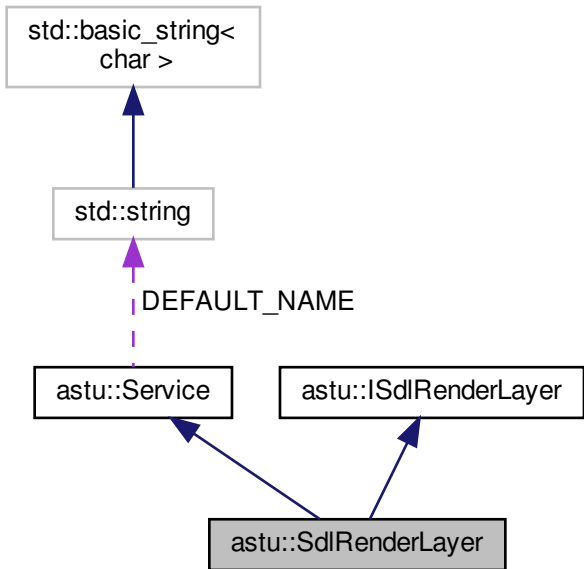 std::basic_string<
char >
std::string
DEFAULT_NAME
astu::Service
astu::ISdlRenderLayer
astu::SdlRenderLayer